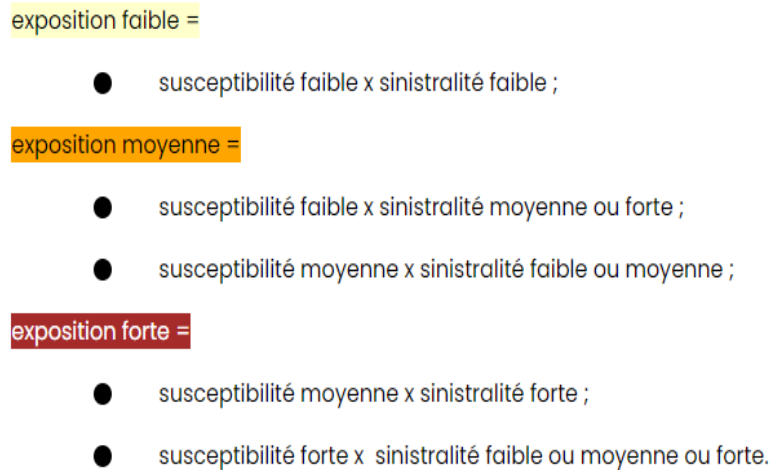 exposition faible =
● susceptibilité faible x sinistralité faible ;
exposition moyenne =
● susceptibilité faible x sinistralité moyenne ou forte ;
● susceptibilité moyenne x sinistralité faible ou moyenne ;
exposition forte =
● susceptibilité moyenne x sinistralité forte ;
● susceptibilité forte x sinistralité faible ou moyenne ou forte.